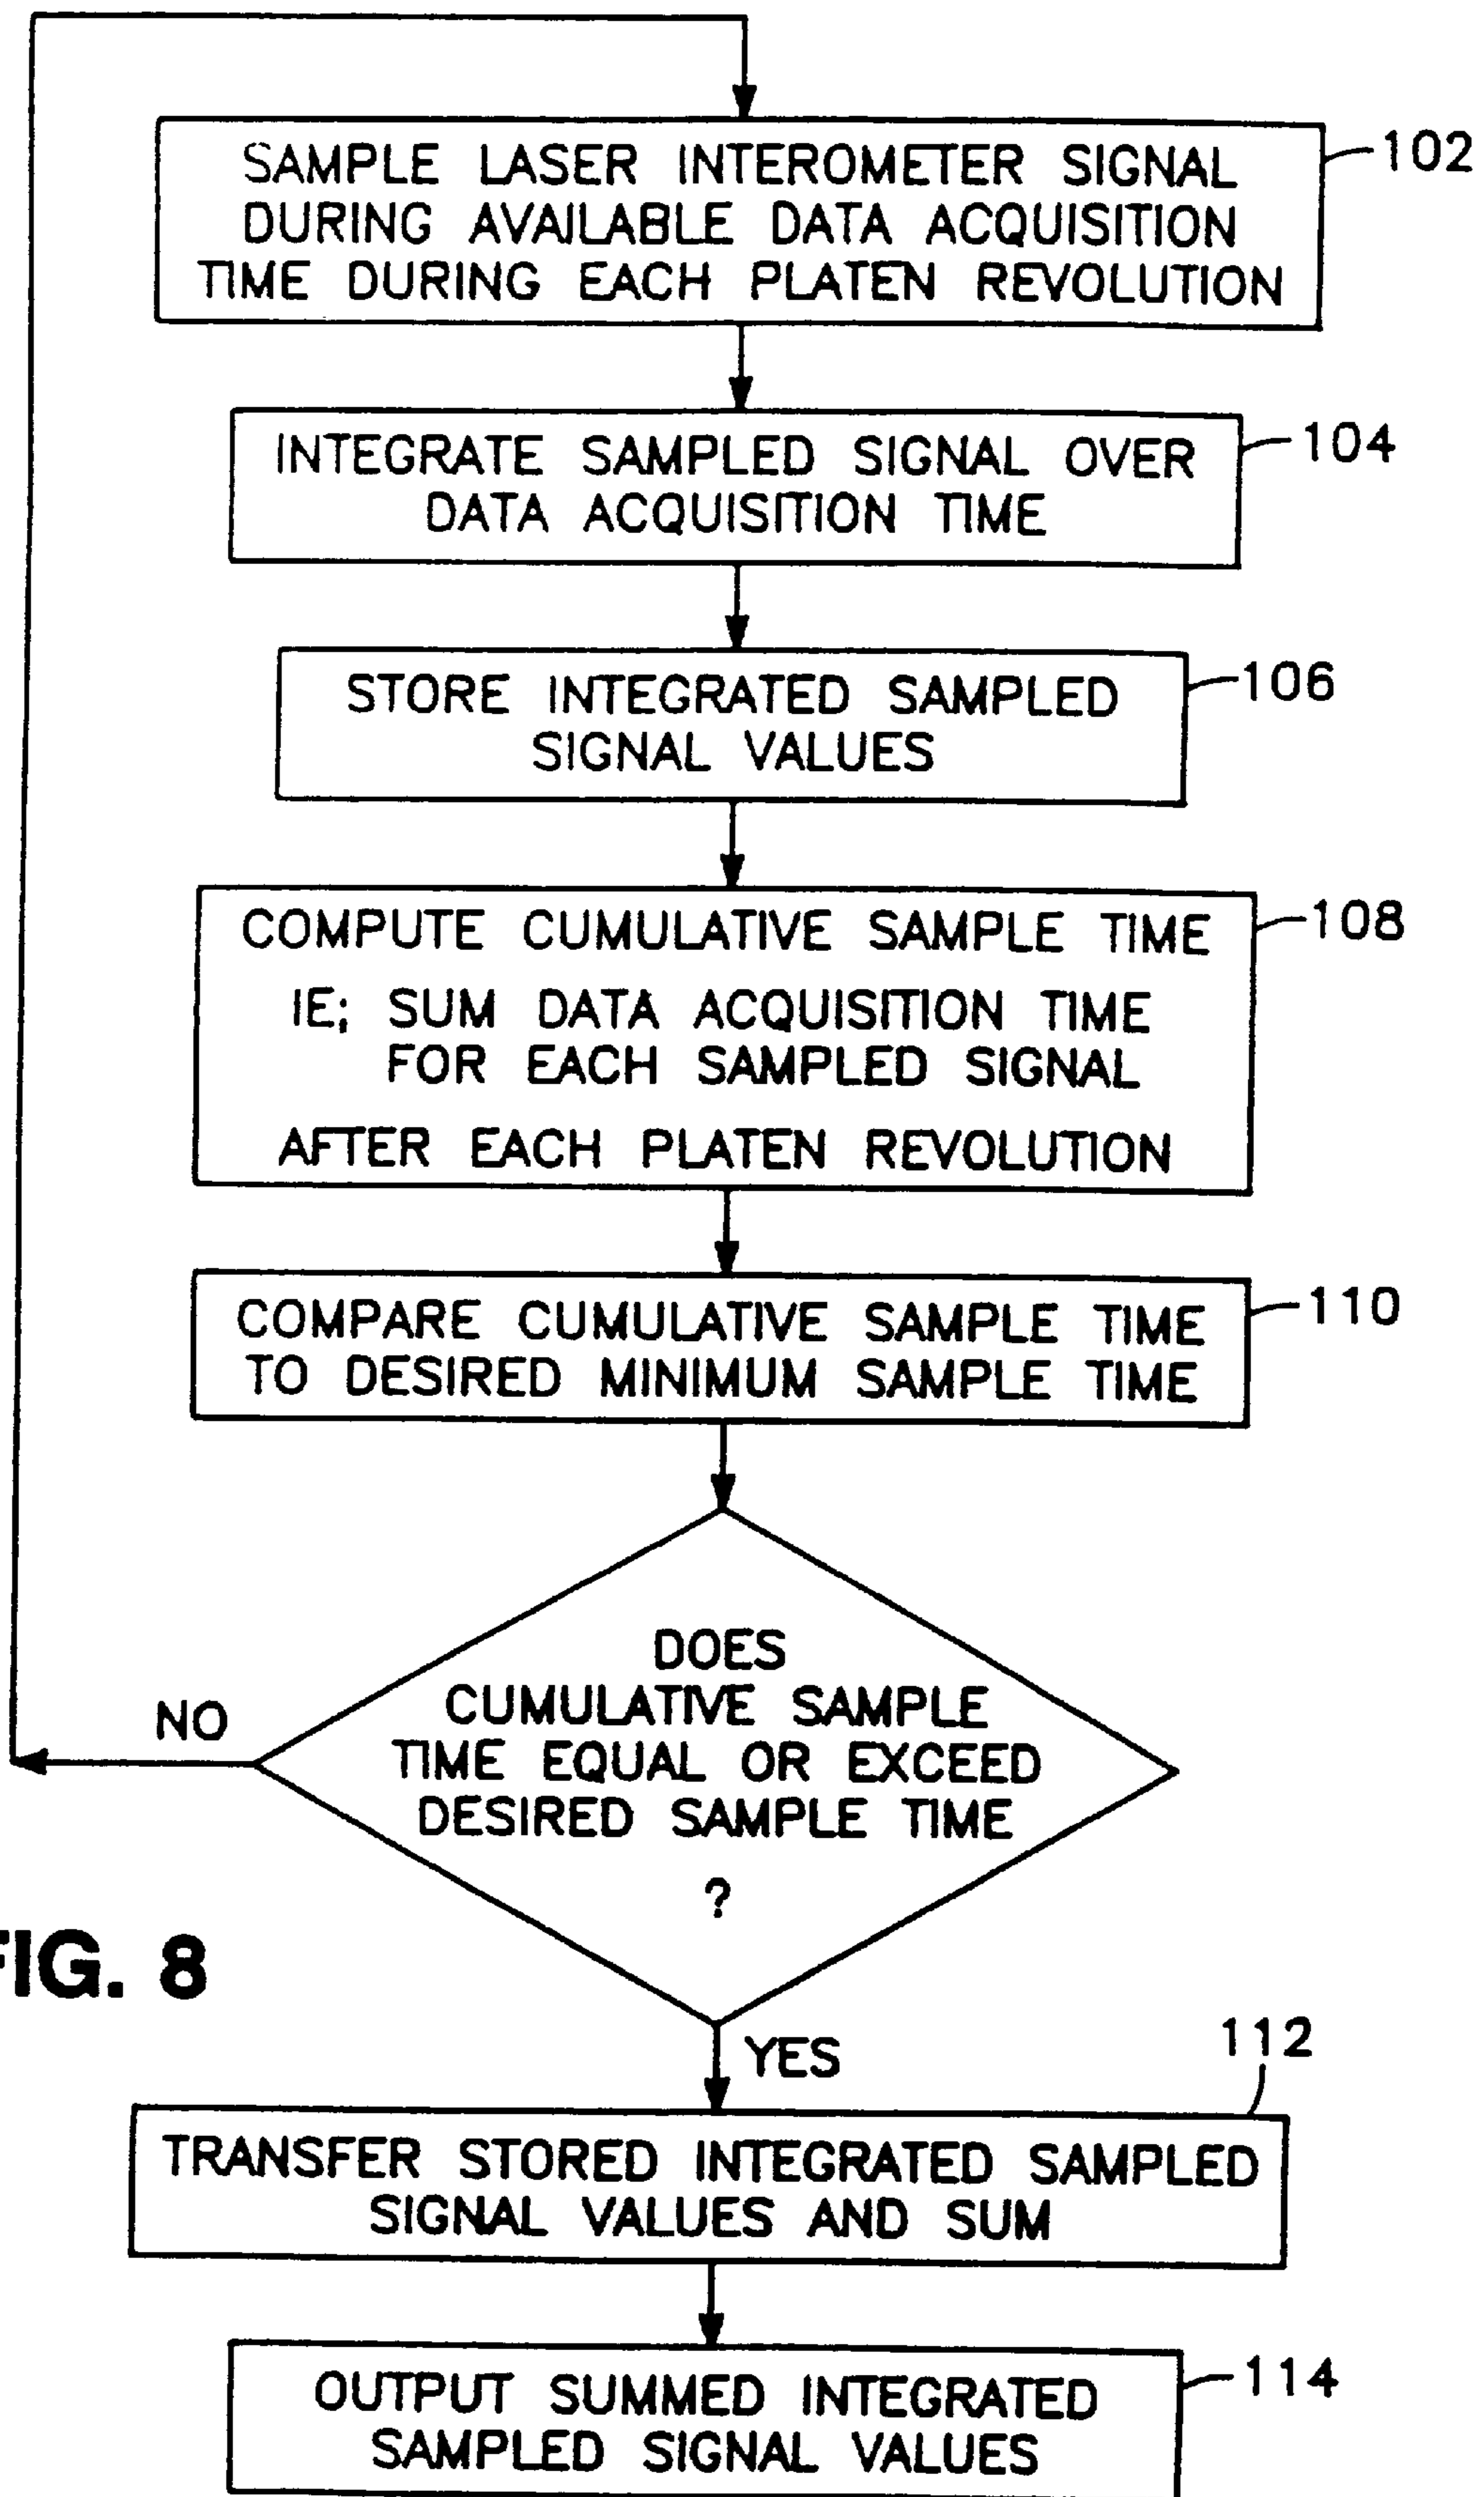 SAMPLE LASER INTEROMETER SIGNAL
DURING AVAILABLE DATA ACQUISITION
TIME DURING EACH PLATEN REVOLUTION
102
INTEGRATE SAMPLED SIGNAL OVER
DATA ACQUISITION TIME
104
STORE INTEGRATED SAMPLED
SIGNAL VALUES
106
COMPUTE CUMULATIVE SAMPLE TIME
IE; SUM DATA ACQUISITION TIME
FOR EACH SAMPLED SIGNAL
AFTER EACH PLATEN REVOLUTION
108
COMPARE CUMULATIVE SAMPLE TIME
TO DESIRED MINIMUM SAMPLE TIME
110
DOES
CUMULATIVE SAMPLE
TIME EQUAL OR EXCEED
DESIRED SAMPLE TIME
?
NO
FIG. 8
YES
112
TRANSFER STORED INTEGRATED SAMPLED
SIGNAL VALUES AND SUM
OUTPUT SUMMED INTEGRATED
SAMPLED SIGNAL VALUES
114